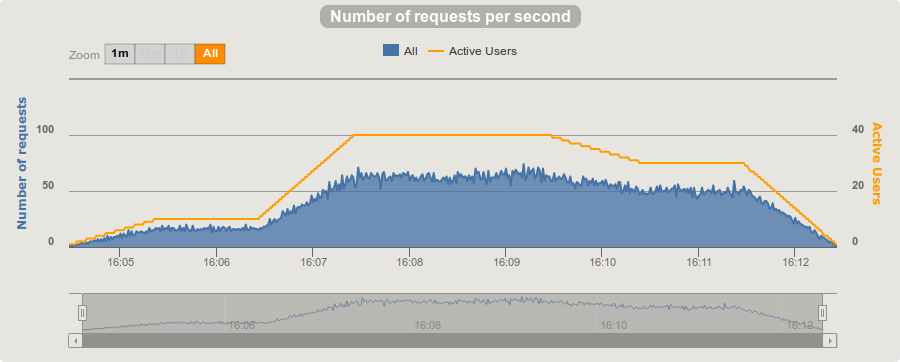 Number of requests per second
Zoom 1m 10m 1h All
All Active Users
Number of requests
100
50
0
Active Users
40
20
0
16:05 16:06 16:07 16:08 16:09 16:10 16:11 16:12
16:06 16:08 16:10 16:12